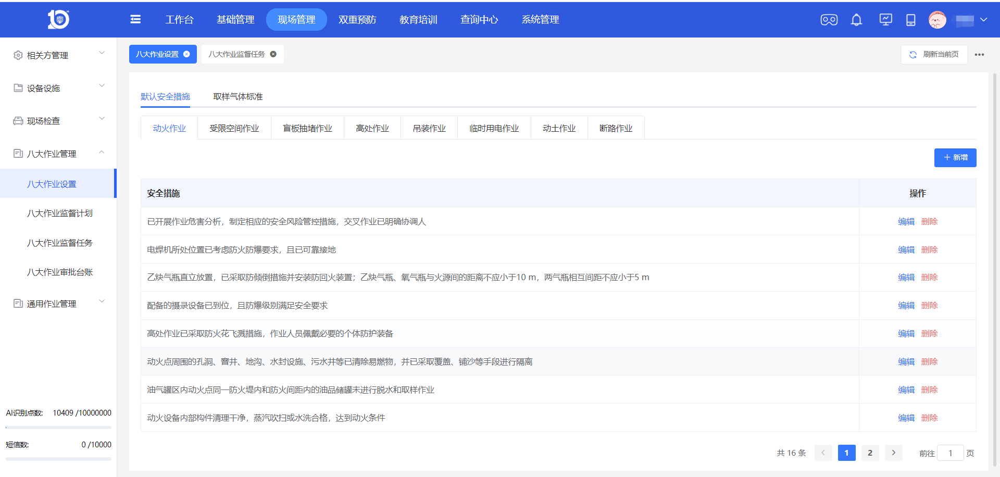 工作台 基础管理 现场管理 双重预防 教育培训 查询中心 系统管理
相关方管理
设备设施
现场检查
八大作业管理
八大作业设置
八大作业监督计划
八大作业监督任务
八大作业审批台账
通用作业管理
AI识别点数: 10409 /10000000
短信数: 0 /10000
八大作业设置 八大作业监督任务 刷新当前页
默认安全措施 取样气体标准
动火作业 受限空间作业 盲板抽堵作业 高处作业 吊装作业 临时用电作业 动土作业 断路作业
新增
安全措施 操作
已开展作业危害分析，制定相应的安全风险管控措施，交叉作业已明确协调人 编辑 删除
电焊机所处位置已考虑防火防爆要求，且已可靠接地 编辑 删除
乙炔气瓶直立放置，已采取防倾倒措施并安装防回火装置；乙炔气瓶、氧气瓶与火源间的距离不应小于10 m，两气瓶相互间距不应小于5 m 编辑 删除
配备的摄录设备已到位，且防爆级别满足安全要求 编辑 删除
高处作业已采取防火花飞溅措施，作业人员佩戴必要的个体防护装备 编辑 删除
动火点周围的孔洞、窨井、地沟、水封设施、污水井等已清除易燃物，并已采取覆盖、铺沙等手段进行隔离 编辑 删除
油气罐区内动火点同一防火堤内和防火间距内的油品储罐未进行脱水和取样作业 编辑 删除
动火设备内部构件清理干净，蒸汽吹扫或水洗合格，达到动火条件 编辑 删除
共 16 条 1 2 前往 1 页